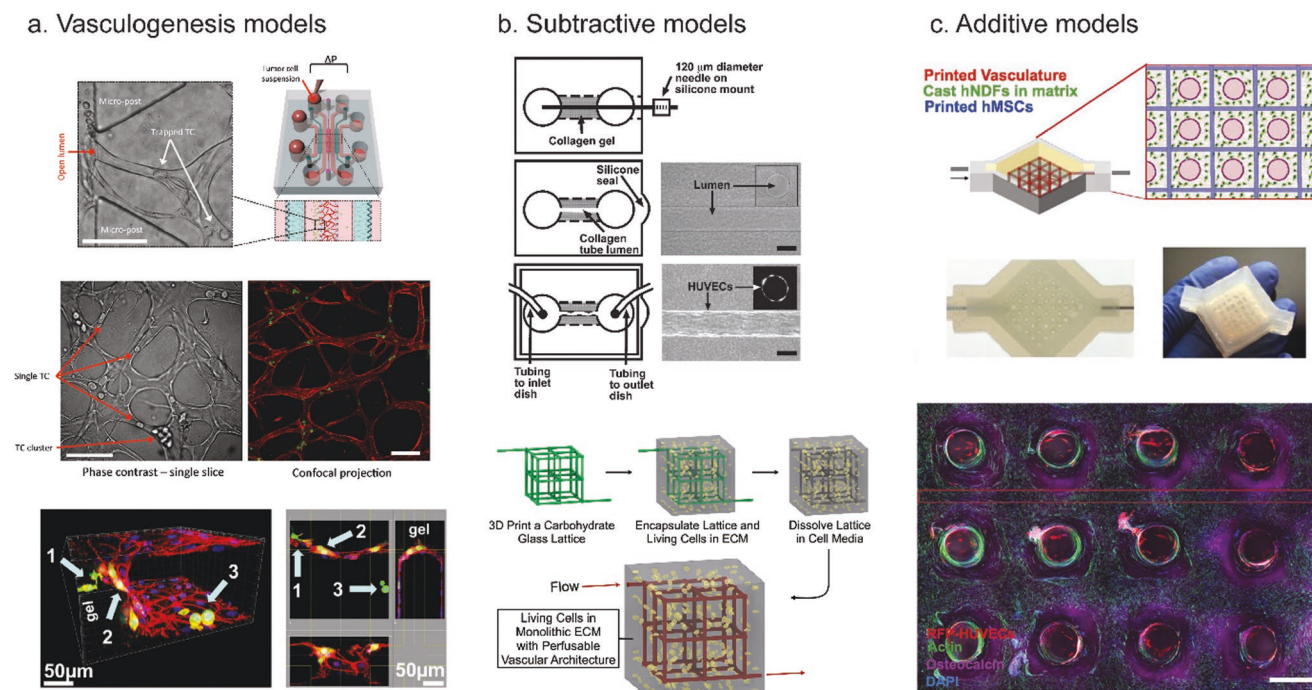 a. Vasculogenesis models
Micro-post
Trapped TC
Open lumen
Micro-post
Tumor cell
suspension
ΔP
Single TC
TC cluster
Phase contrast – single slice
Confocal projection
1
2
3
gel
50µm
2
gel
1
3
50µm
b. Subtractive models
120 µm diameter
needle on
silicone mount
Collagen gel
Silicone
seal
Lumen
Collagen
tube lumen
HUVECs
Tubing
to inlet
dish
Tubing
to outlet
dish
3D Print a Carbohydrate
Glass Lattice
Encapsulate Lattice and
Living Cells in ECM
Dissolve Lattice
in Cell Media
Flow
Living Cells in
Monolithic ECM
with Perfusable
Vascular Architecture
c. Additive models
Printed Vasculature
Cast hNDFs in matrix
Printed hMSCs
RFP-HUVECs
Actin
Osteocalcin
DAPI